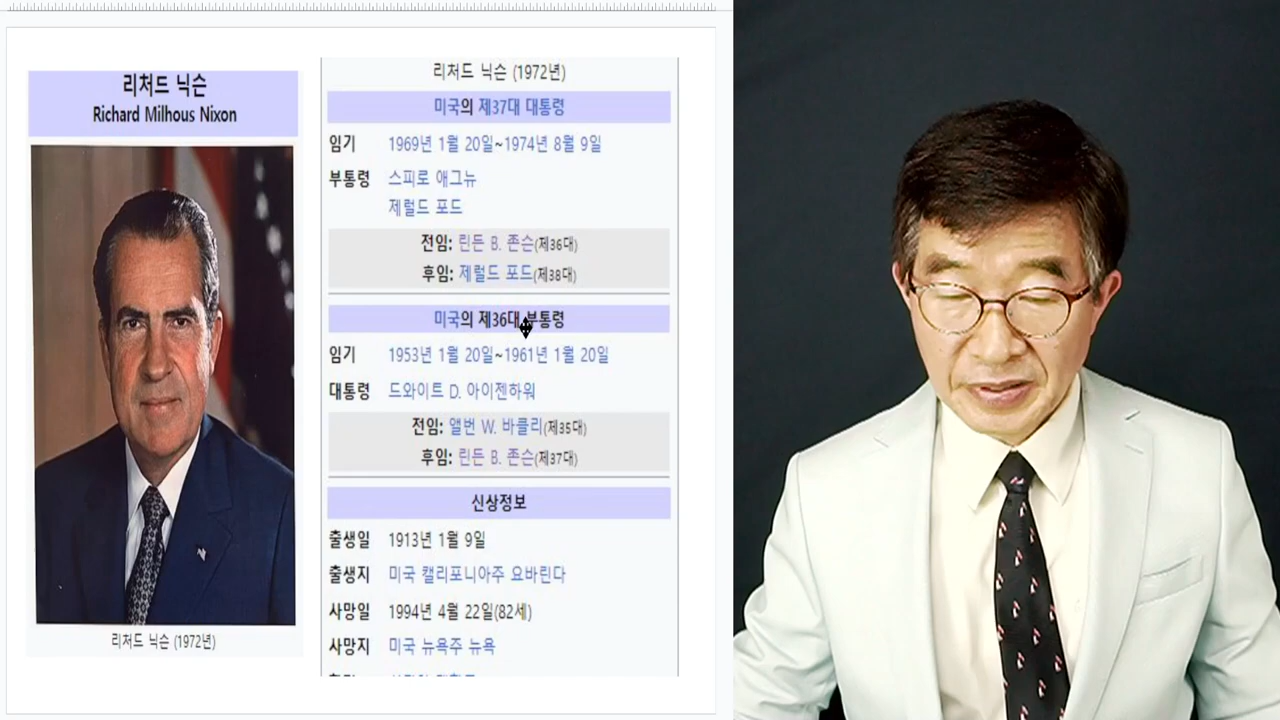 리처드 닉슨
Richard Milhous Nixon
리처드 닉슨 (1972년)
리처드 닉슨 (1972년)
미국의 제37대 대통령
임기 1969년 1월 20일~1974년 8월 9일
부통령 스피로 애그뉴
제럴드 포드
전임: 린든 B. 존슨(제36대)
후임: 제럴드 포드(제38대)
미국의 제36대 부통령
임기 1953년 1월 20일~1961년 1월 20일
대통령 드와이트 D. 아이젠하워
전임: 앨번 W. 바클리(제35대)
후임: 린든 B. 존슨(제37대)
신상정보
출생일 1913년 1월 9일
출생지 미국 캘리포니아주 요바린다
사망일 1994년 4월 22일(82세)
사망지 미국 뉴욕주 뉴욕